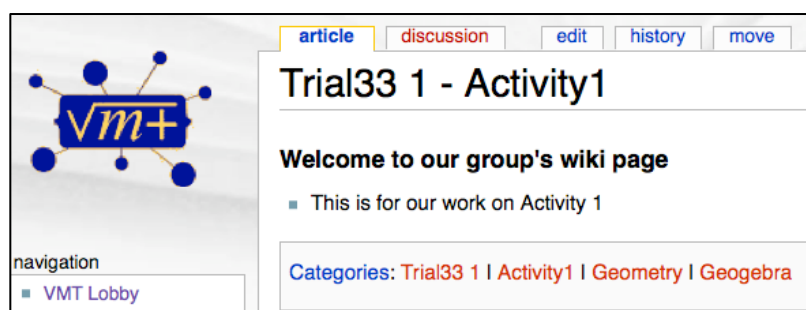 article discussion edit history move
Trial33 1 - Activity1
√m+
Welcome to our group's wiki page
This is for our work on Activity 1
navigation
VMT Lobby
Categories: Trial33 1 | Activity1 | Geometry | Geogebra